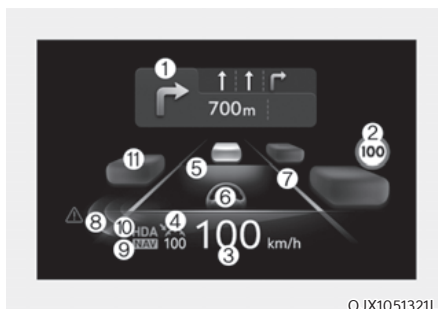 ①
700m
② 100
⑪
⑤
⑦
⑥
⑧
⑩ HDA ④
⑨ NAV 100 100 km/h
③
OJX1051321L